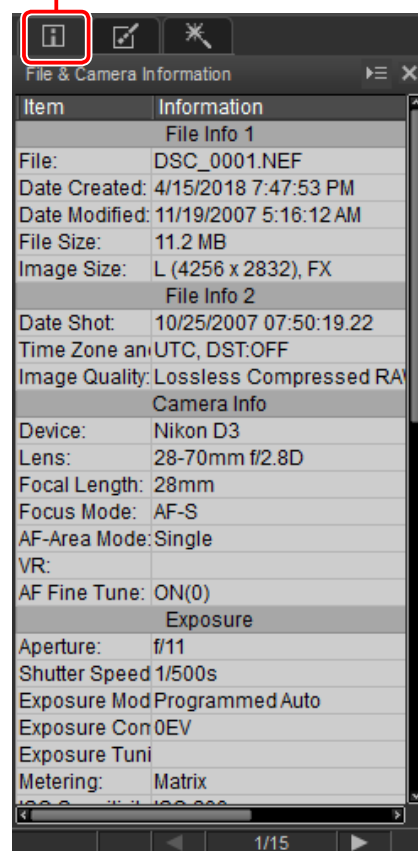 File & Camera Information
Item Information
File Info 1
File: DSC_0001.NEF
Date Created: 4/15/2018 7:47:53 PM
Date Modified: 11/19/2007 5:16:12 AM
File Size: 11.2 MB
Image Size: L (4256 x 2832), FX
File Info 2
Date Shot: 10/25/2007 07:50:19.22
Time Zone an UTC, DST:OFF
Image Quality: Lossless Compressed RA
Camera Info
Device: Nikon D3
Lens: 28-70mm f/2.8D
Focal Length: 28mm
Focus Mode: AF-S
AF-Area Mode: Single
VR:
AF Fine Tune: ON(0)
Exposure
Aperture: f/11
Shutter Speed 1/500s
Exposure Mod Programmed Auto
Exposure Com 0EV
Exposure Tuni
Metering: Matrix
1/15